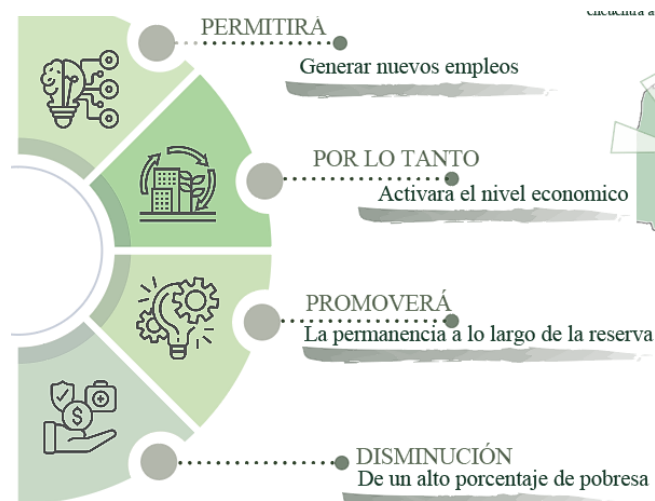 PERMITIRÁ
Generar nuevos empleos
POR LO TANTO
Activara el nivel economico
PROMOVERÁ
La permanencia a lo largo de la reserva
DISMINUCIÓN
De un alto porcentaje de pobresa